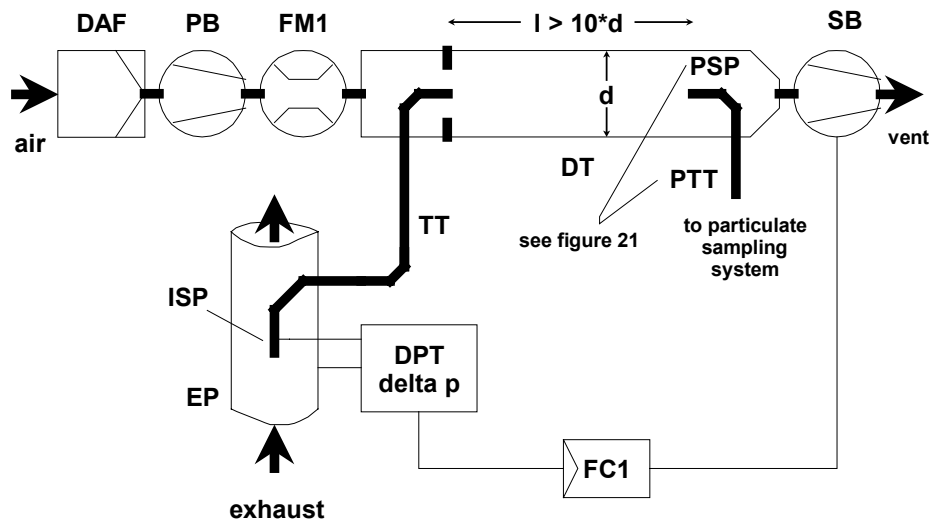 DAF
PB
FM1
l > 10*d
SB
air
d
PSP
vent
DT
PTT
TT
see figure 21
to particulate
sampling
system
ISP
DPT
delta p
EP
FC1
exhaust